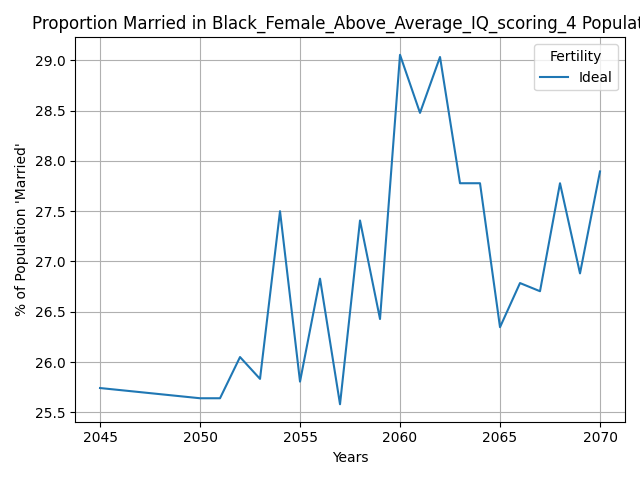 Proportion Married in Black_Female_Above_Average_IQ_scoring_4 Populat
Fertility
Ideal
29.0
28.5
28.0
27.5
27.0
26.5
26.0
25.5
% of Population 'Married'
2045 2050 2055 2060 2065 2070
Years